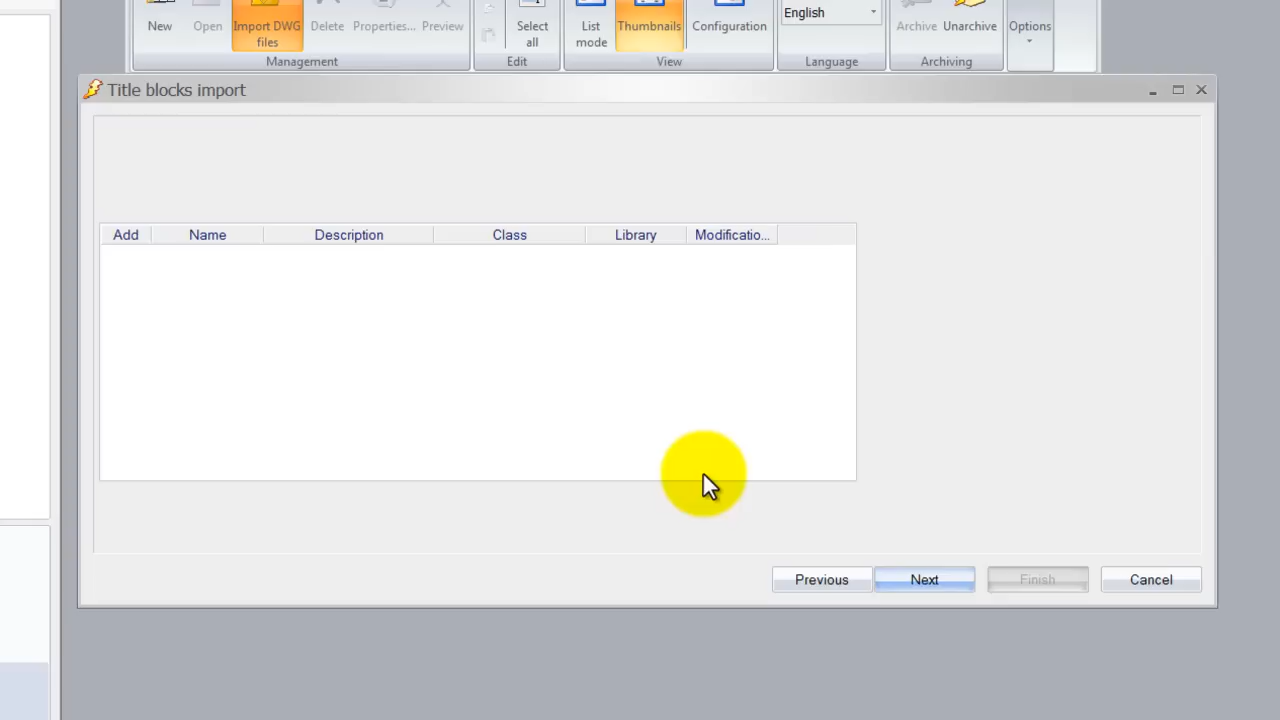 New Open Import DWG files Delete Properties... Preview Select all List mode Thumbnails Configuration English Archive Unarchive Options
Management Edit View Language Archiving
Title blocks import
Add Name Description Class Library Modificatio...
Previous Next Finish Cancel